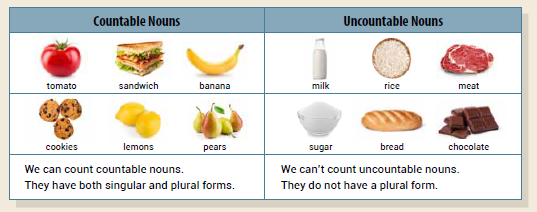 Countable Nouns
Uncountable Nouns
tomato sandwich banana
milk rice meat
cookies lemons pears
sugar bread chocolate
We can count countable nouns.
They have both singular and plural forms.
We can't count uncountable nouns.
They do not have a plural form.